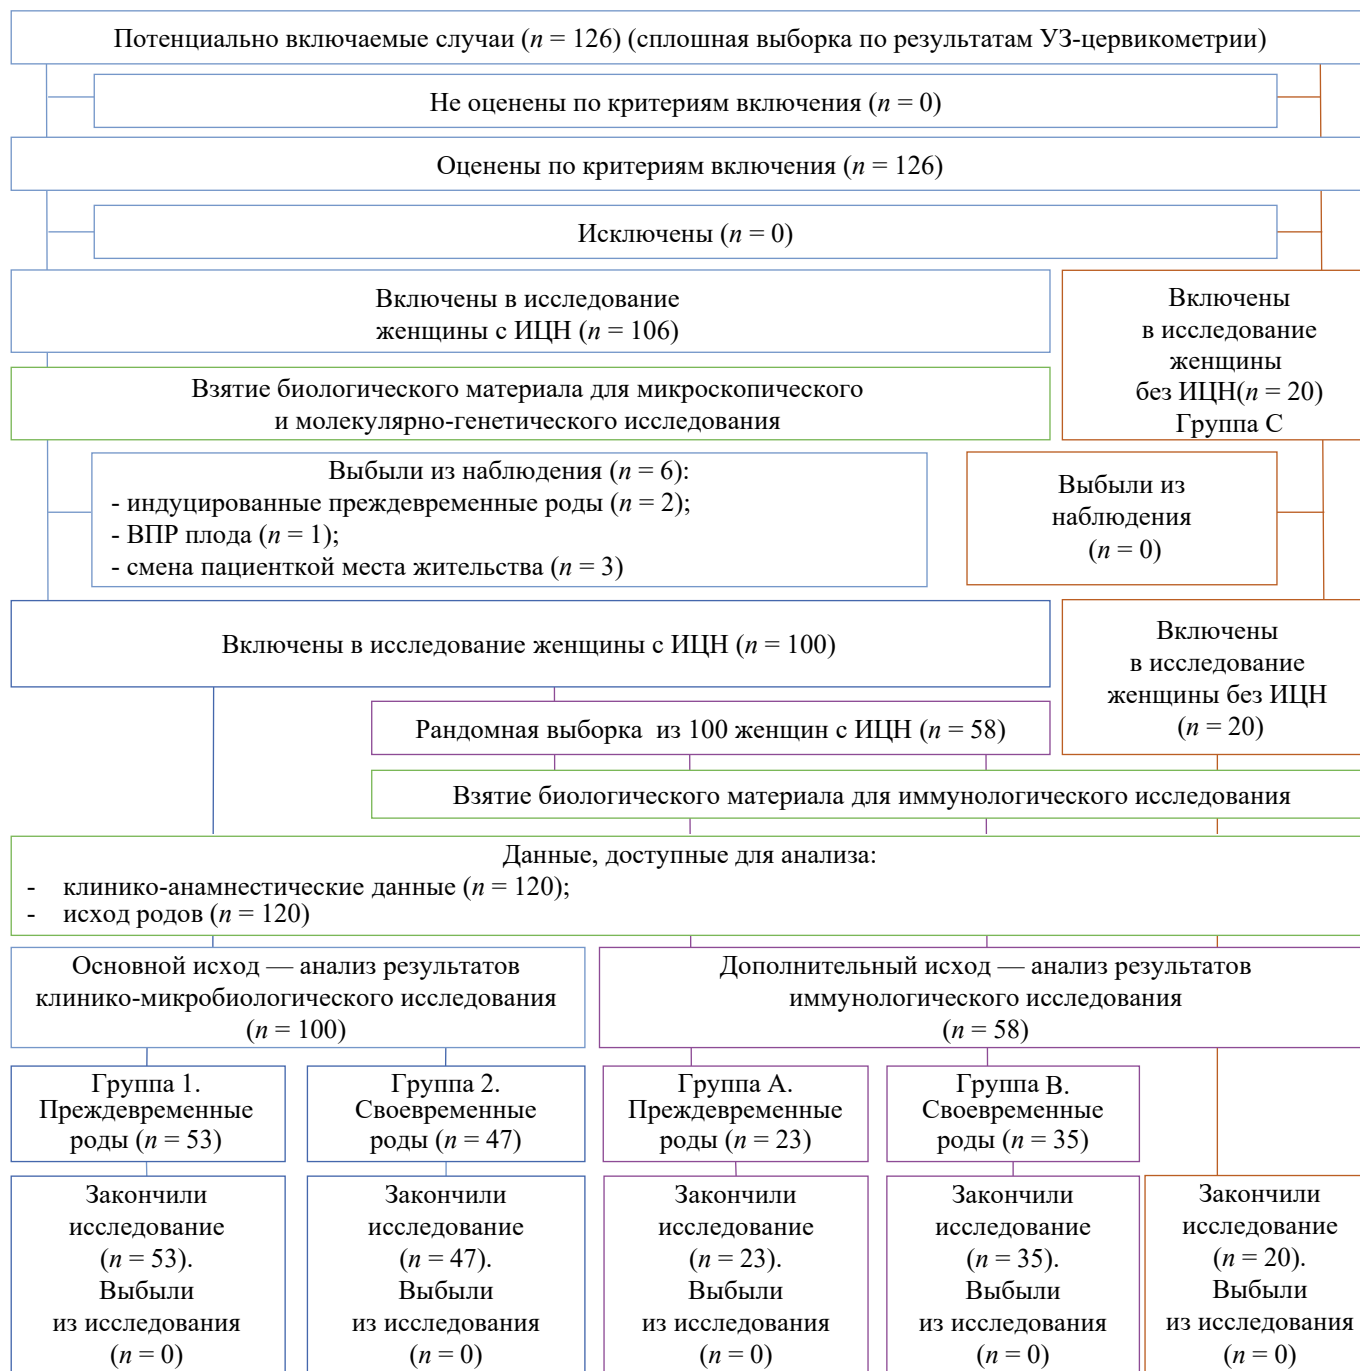 Потенциально включаемые случаи (n = 126) (сплошная выборка по результатам УЗ-цервикометрии)
Не оценены по критериям включения (n = 0)
Оценены по критериям включения (n = 126)
Исключены (n = 0)
Включены в исследование
женщины с ИЦН (n = 106)
Включены
в исследование
женщины
без ИЦН(n = 20)
Группа С
Взятие биологического материала для микроскопического
и молекулярно-генетического исследования
Выбыли из наблюдения (n = 6):
- индуцированные преждевременные роды (n = 2);
- ВПР плода (n = 1);
- смена пациенткой места жительства (n = 3)
Выбыли из
наблюдения
(n = 0)
Включены в исследование женщины с ИЦН (n = 100)
Включены
в исследование
женщины без ИЦН
(n = 20)
Рандомная выборка из 100 женщин с ИЦН (n = 58)
Взятие биологического материала для иммунологического исследования
Данные, доступные для анализа:
- клинико-анамнестические данные (n = 120);
- исход родов (n = 120)
Основной исход — анализ результатов
клинико-микробиологического исследования
(n = 100)
Дополнительный исход — анализ результатов
иммунологического исследования
(n = 58)
Группа 1.
Преждевременные
роды (n = 53)
Группа 2.
Своевременные
роды (n = 47)
Группа А.
Преждевременные
роды (n = 23)
Группа В.
Своевременные
роды (n = 35)
Закончили
исследование
(n = 53).
Выбыли
из исследования
(n = 0)
Закончили
исследование
(n = 47).
Выбыли
из исследования
(n = 0)
Закончили
исследование
(n = 23).
Выбыли
из исследования
(n = 0)
Закончили
исследование
(n = 35).
Выбыли
из исследования
(n = 0)
Закончили
исследование
(n = 20).
Выбыли
из исследования
(n = 0)